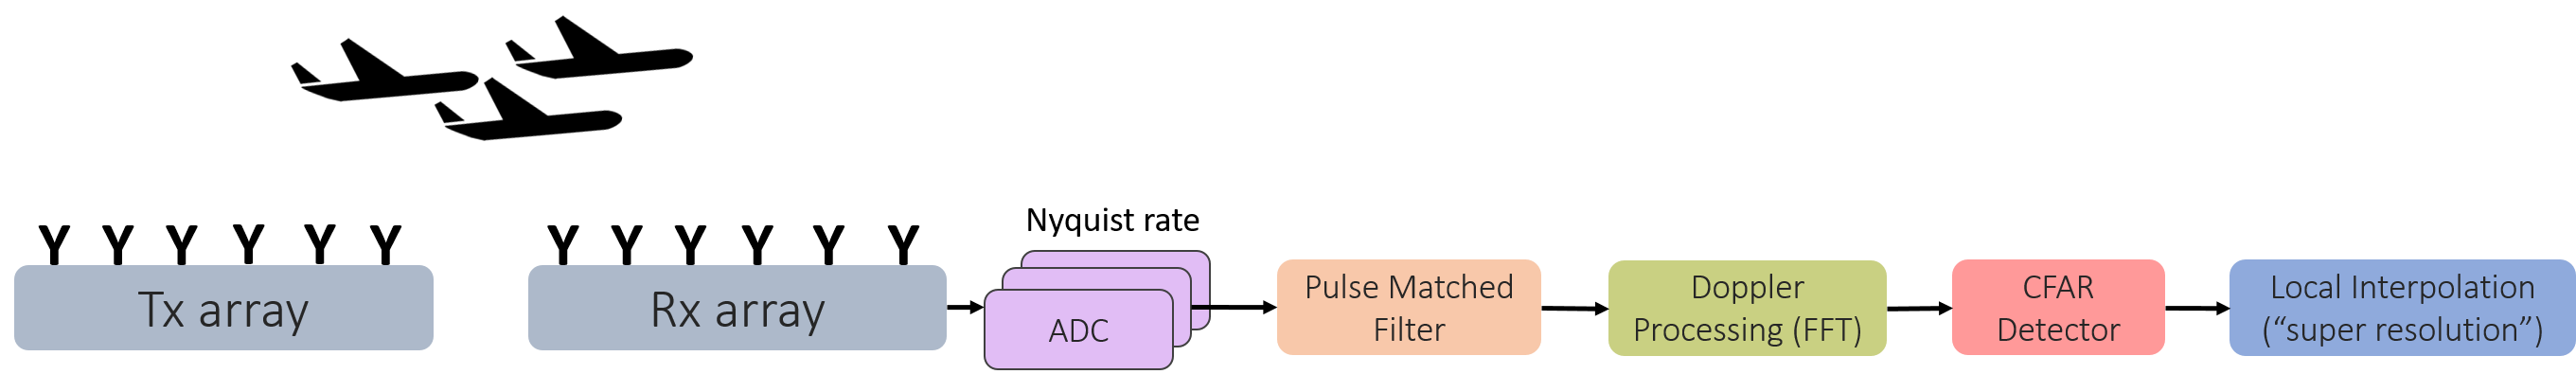 Nyquist rate
Tx array
Rx array
ADC
Pulse Matched
Filter
Doppler
Processing (FFT)
CFAR
Detector
Local Interpolation
(“super resolution”)